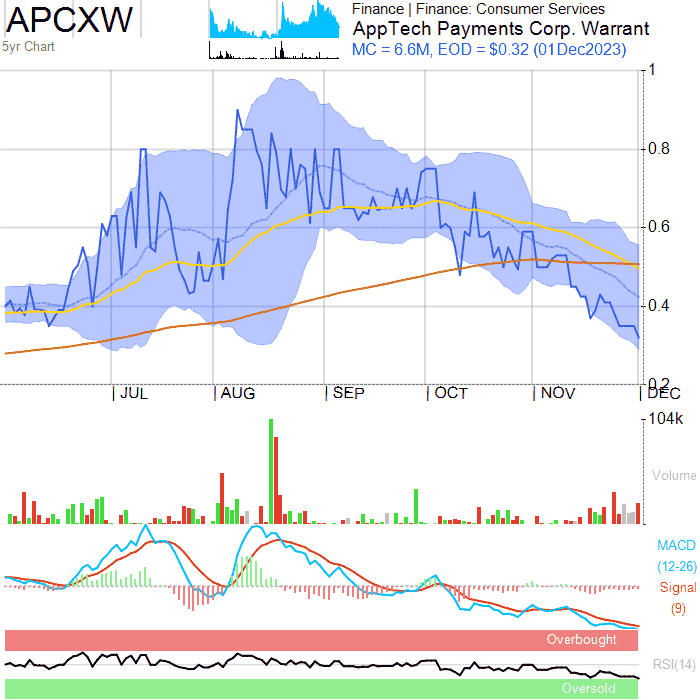 APCXW
5yr Chart
Finance | Finance: Consumer Services
AppTech Payments Corp. Warrant
MC = 6.6M, EOD = $0.32 (01Dec2023)
1
0.8
0.6
0.4
0.2
JUL
AUG
SEP
OCT
NOV
DEC
104k
Volume
MACD
(12-26)
Signal
(9)
Overbought
RSI(14)
Oversold